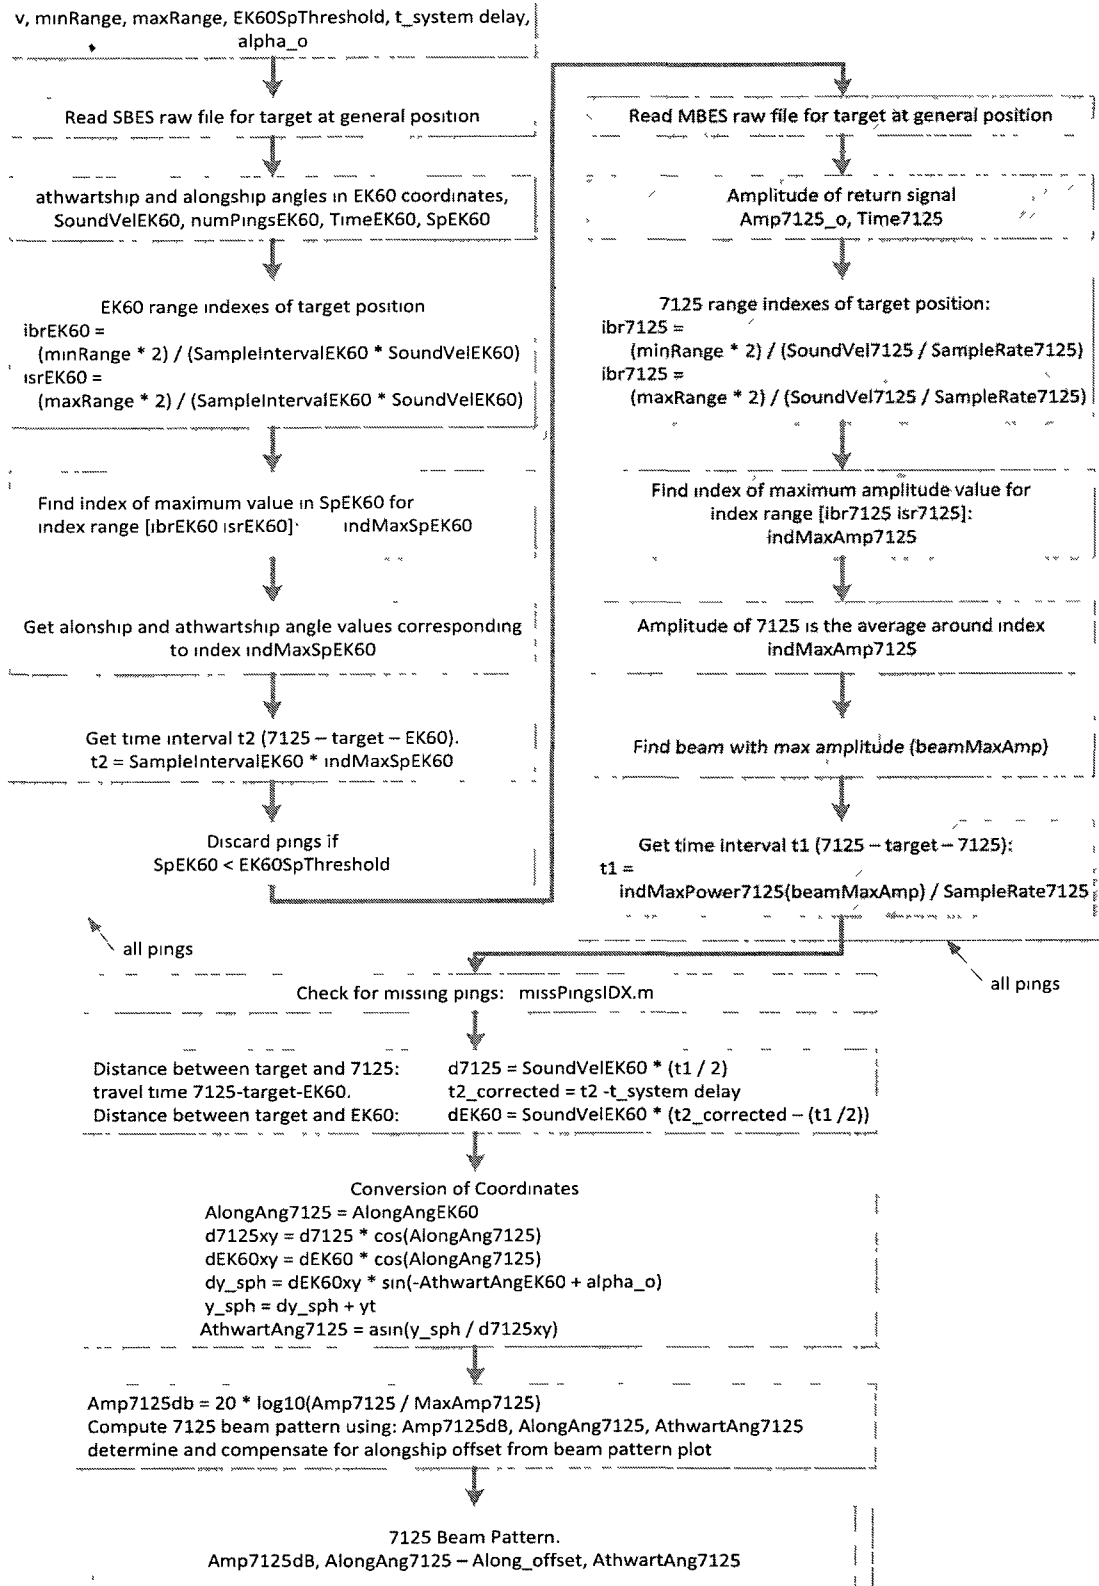 v, minRange, maxRange, EK60SpThreshold, t_system delay,
alpha_o
Read SBES raw file for target at general position
athwartship and alongship angles in EK60 coordinates,
SoundVelEK60, numPingsEK60, TimeEK60, SpEK60
EK60 range indexes of target position
ibrEK60 =
(minRange * 2) / (SampleIntervalEK60 * SoundVelEK60)
isrEK60 =
(maxRange * 2) / (SampleIntervalEK60 * SoundVelEK60)
Find index of maximum value in SpEK60 for
index range [ibrEK60 isrEK60]: indMaxSpEK60
Get alonship and athwartship angle values corresponding
to index indMaxSpEK60
Get time interval t2 (7125 – target – EK60).
t2 = SampleIntervalEK60 * indMaxSpEK60
Discard pings if
SpEK60 < EK60SpThreshold
all pings
Read MBES raw file for target at general position
Amplitude of return signal
Amp7125_o, Time7125
7125 range indexes of target position:
ibr7125 =
(minRange * 2) / (SoundVel7125 / SampleRate7125)
ibr7125 =
(maxRange * 2) / (SoundVel7125 / SampleRate7125)
Find index of maximum amplitude value for
index range [ibr7125 isr7125]:
indMaxAmp7125
Amplitude of 7125 is the average around index
indMaxAmp7125
Find beam with max amplitude (beamMaxAmp)
Get time interval t1 (7125 – target – 7125):
t1 =
indMaxPower7125(beamMaxAmp) / SampleRate7125
all pings
Check for missing pings: missPingsIDX.m
Distance between target and 7125: d7125 = SoundVelEK60 * (t1 / 2)
travel time 7125-target-EK60. t2_corrected = t2 -t_system delay
Distance between target and EK60: dEK60 = SoundVelEK60 * (t2_corrected – (t1 /2))
Conversion of Coordinates
AlongAng7125 = AlongAngEK60
d7125xy = d7125 * cos(AlongAng7125)
dEK60xy = dEK60 * cos(AlongAng7125)
dy_sph = dEK60xy * sin(-AthwartAngEK60 + alpha_o)
y_sph = dy_sph + yt
AthwartAng7125 = asin(y_sph / d7125xy)
Amp7125db = 20 * log10(Amp7125 / MaxAmp7125)
Compute 7125 beam pattern using: Amp7125dB, AlongAng7125, AthwartAng7125
determine and compensate for alongship offset from beam pattern plot
7125 Beam Pattern.
Amp7125dB, AlongAng7125 – Along_offset, AthwartAng7125